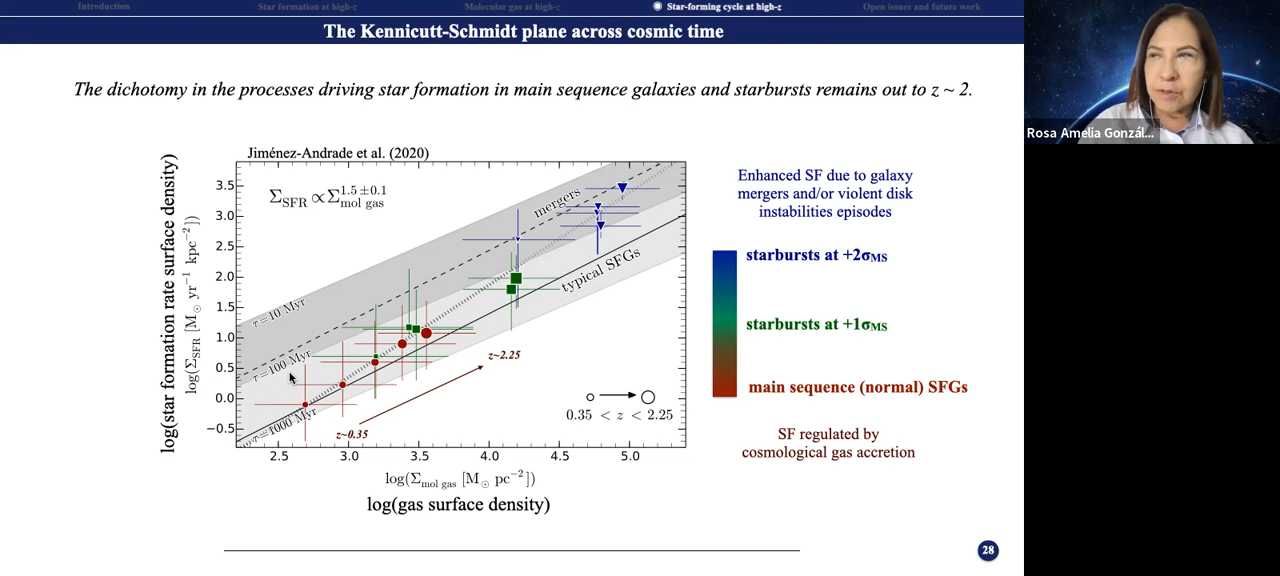 Introduction
Star formation at high-z
Molecular gas at high-z
Star-forming cycle at high-z
Open issues and future work
The Kennicutt-Schmidt plane across cosmic time
The dichotomy in the processes driving star formation in main sequence galaxies and starbursts remains out to z ~ 2.
Jiménez-Andrade et al. (2020)
Σ_SFR ∝ Σ_mol gas^1.5±0.1
mergers
typical SFGs
τ=10 Myr
τ=100 Myr
τ=1000 Myr
z~2.25
z~0.35
0.35 < z < 2.25
3.5
3.0
2.5
2.0
1.5
1.0
0.5
0.0
−0.5
2.5 3.0 3.5 4.0 4.5 5.0
log(star formation rate surface density)
log(Σ_SFR [M⊙ yr⁻¹ kpc⁻²])
log(Σ_mol gas [M⊙ pc⁻²])
log(gas surface density)
Enhanced SF due to galaxy
mergers and/or violent disk
instabilities episodes
starbursts at +2σMS
starbursts at +1σMS
main sequence (normal) SFGs
SF regulated by
cosmological gas accretion
28
Rosa Amelia Gonzál...